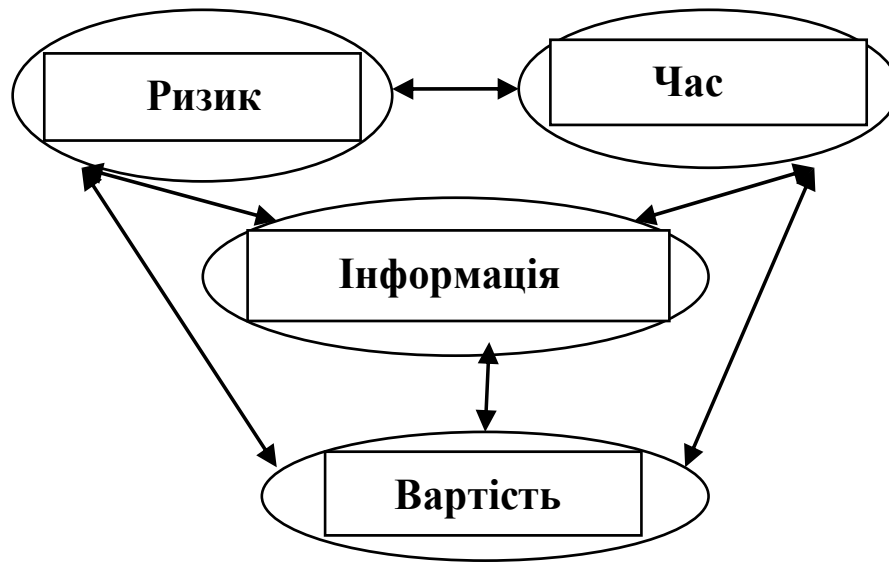 Ризик
Час
Інформація
Вартість